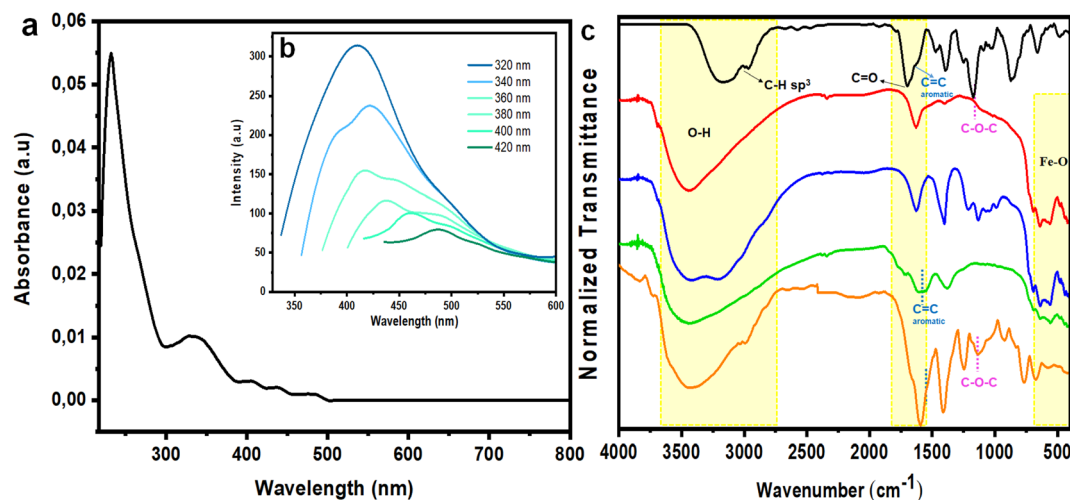 a
0,06
0,05
0,04
0,03
0,02
0,01
0,00
Absorbance (a.u)
300
400
500
600
700
800
Wavelength (nm)
b
300
250
200
150
100
50
0
Intensity (a.u)
350
400
450
500
550
600
Wavelength (nm)
320 nm
340 nm
360 nm
380 nm
400 nm
420 nm
c
Normalized Transmittance
C-H sp3
C=O
C=C
aromatic
O-H
C-O-C
Fe-O
C=C
aromatic
C-O-C
4000
3500
3000
2500
2000
1500
1000
500
Wavenumber (cm-1)